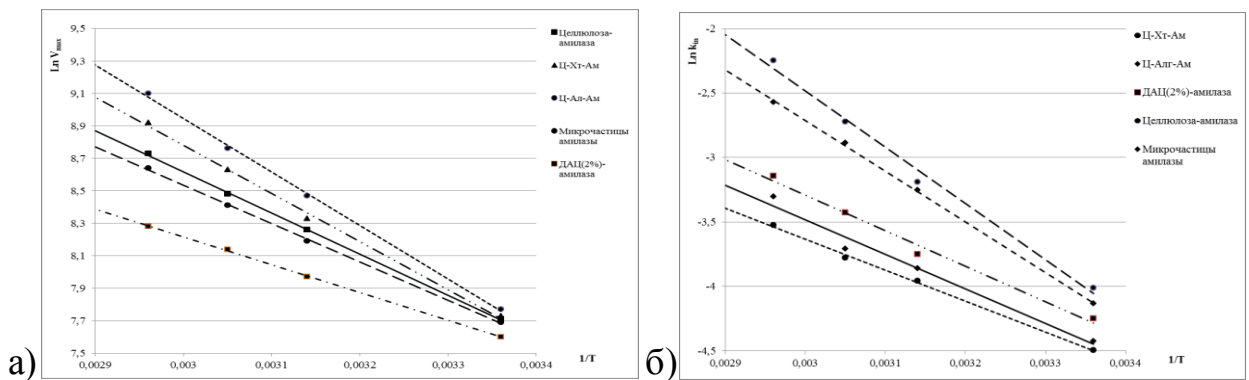 а)
Ln Vmax
9,5
9,3
9,1
8,9
8,7
8,5
8,3
8,1
7,9
7,7
7,5
0,0029
0,003
0,0031
0,0032
0,0033
0,0034
1/T
Целлюлоза-
амилаза
Ц-Хт-Ам
Ц-Ал-Ам
Микрочастицы
амилазы
ДАЦ(2%)-
амилаза
б)
Ln kin
-2
-2,5
-3
-3,5
-4
-4,5
0,0029
0,003
0,0031
0,0032
0,0033
0,0034
1/T
Ц-Хт-Ам
Ц-Алг-Ам
ДАЦ(2%)-амилаза
Целлюлоза-амилаза
Микрочастицы
амилазы